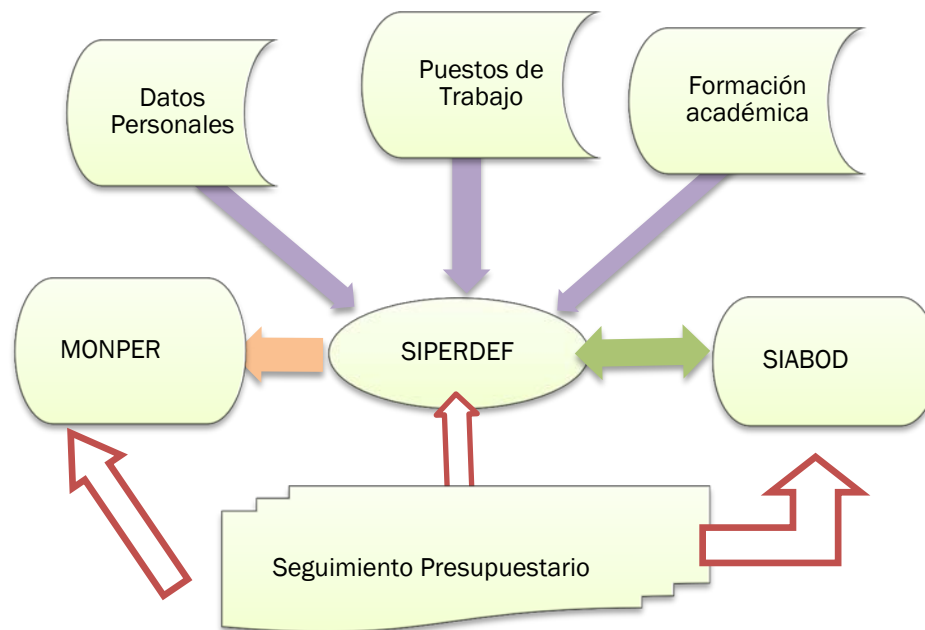 Datos
Personales
Puestos de
Trabajo
Formación
académica
MONPER
SIPERDEF
SIABOD
Seguimiento Presupuestario